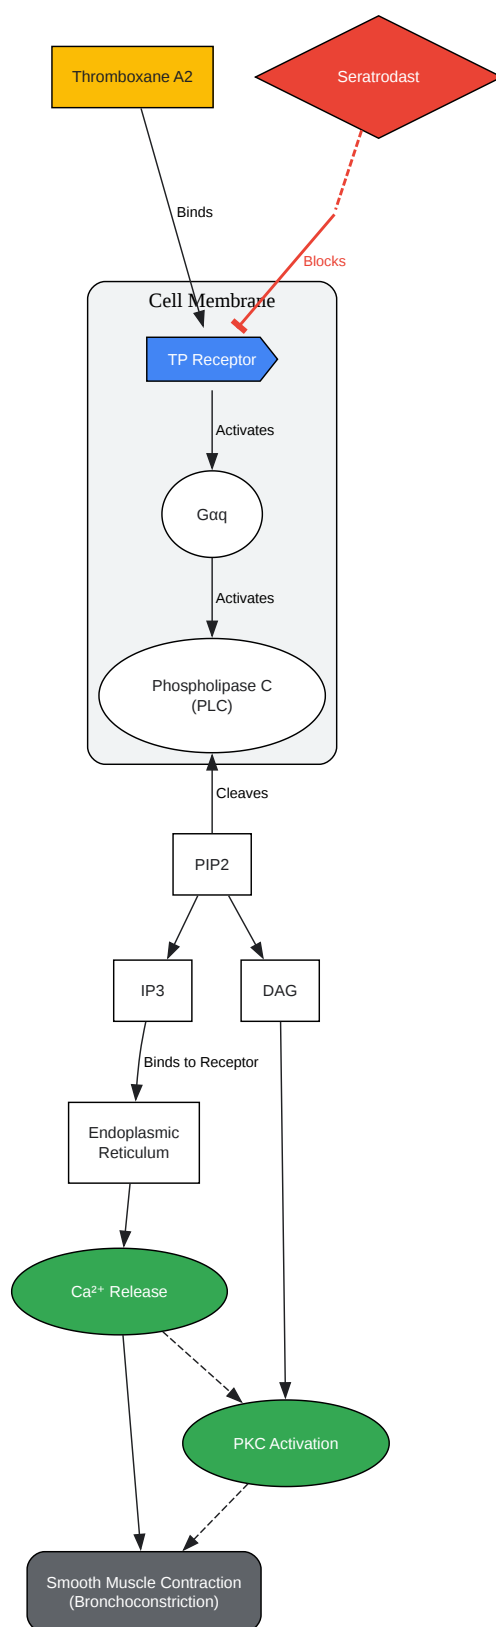 Thromboxane A2
Seratrodast
Binds
Blocks
Cell Membrane
TP Receptor
Activates
Gαq
Activates
Phospholipase C
(PLC)
Cleaves
PIP2
IP3
DAG
Binds to Receptor
Endoplasmic
Reticulum
Ca²⁺ Release
PKC Activation
Smooth Muscle Contraction
(Bronchoconstriction)